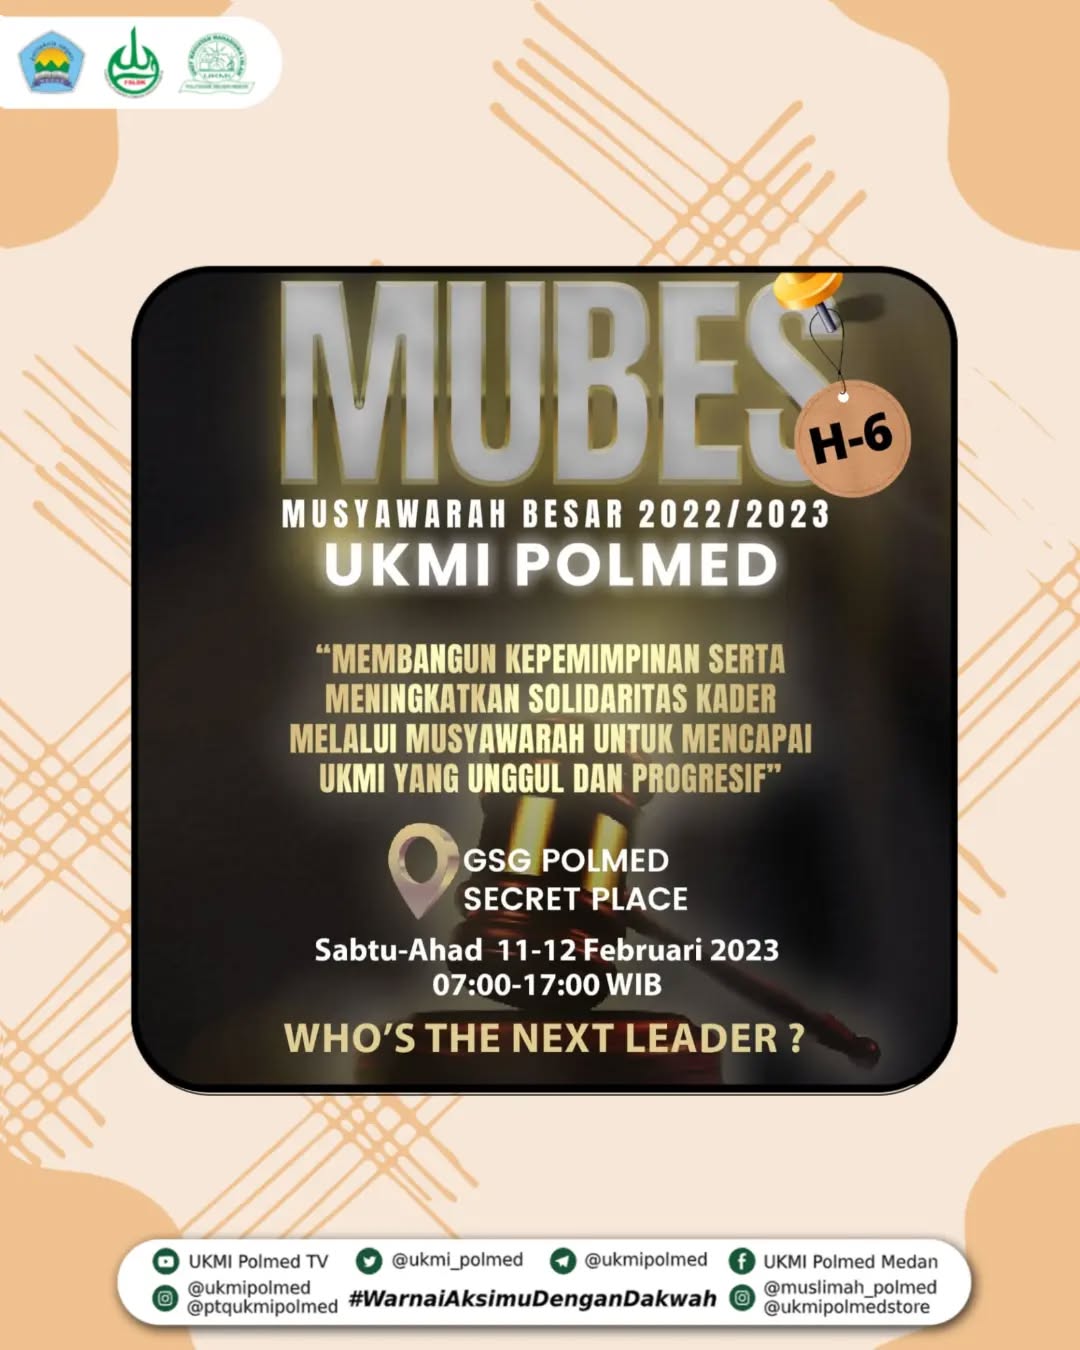 FSLDK
UKMI
MUBES
H-6
MUSYAWARAH BESAR 2022/2023
UKMI POLMED
“MEMBANGUN KEPEMIMPINAN SERTA
MENINGKATKAN SOLIDARITAS KADER
MELALUI MUSYAWARAH UNTUK MENCAPAI
UKMI YANG UNGGUL DAN PROGRESIF”
GSG POLMED
SECRET PLACE
Sabtu-Ahad 11-12 Februari 2023
07:00-17:00 WIB
WHO’S THE NEXT LEADER ?
UKMI Polmed TV
@ukmi_polmed
@ukmipolmed
UKMI Polmed Medan
@ukmipolmed
@ptqukmipolmed
#WarnaiAksimuDenganDakwah
@muslimah_polmed
@ukmipolmedstore